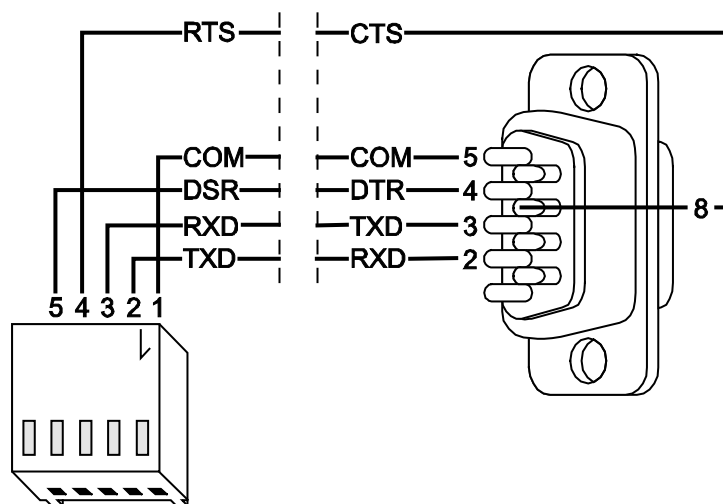 RTS CTS
COM COM 5
DSR DTR 4
8
RXD TXD 3
TXD RXD 2
5 4 3 2 1